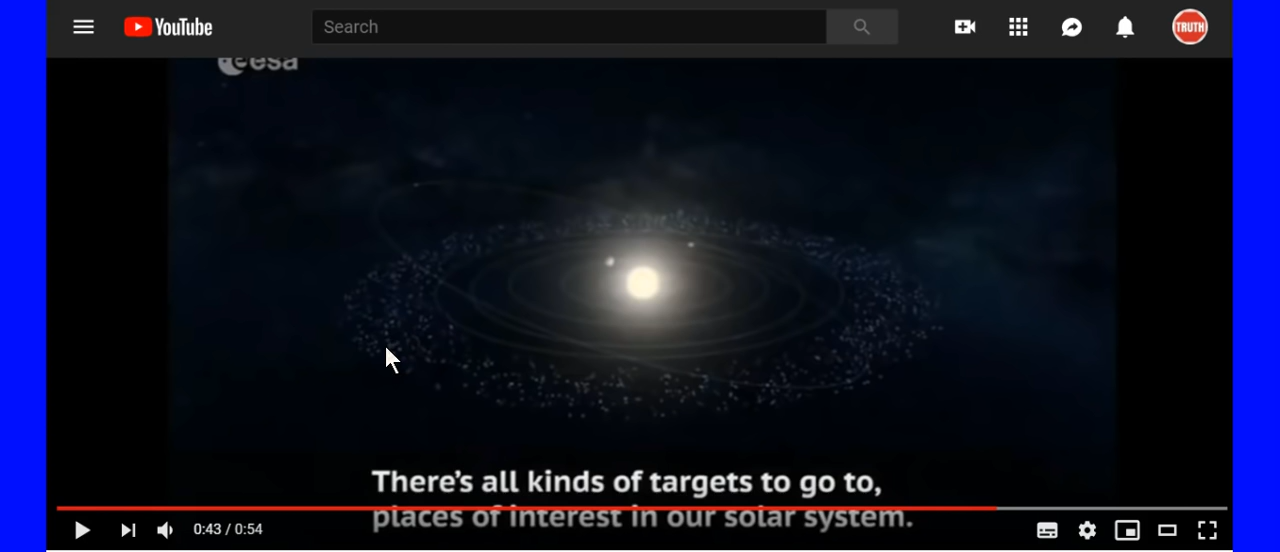 YouTube
Search
TRUTH
esa
There's all kinds of targets to go to,
places of interest in our solar system.
0:43 / 0:54